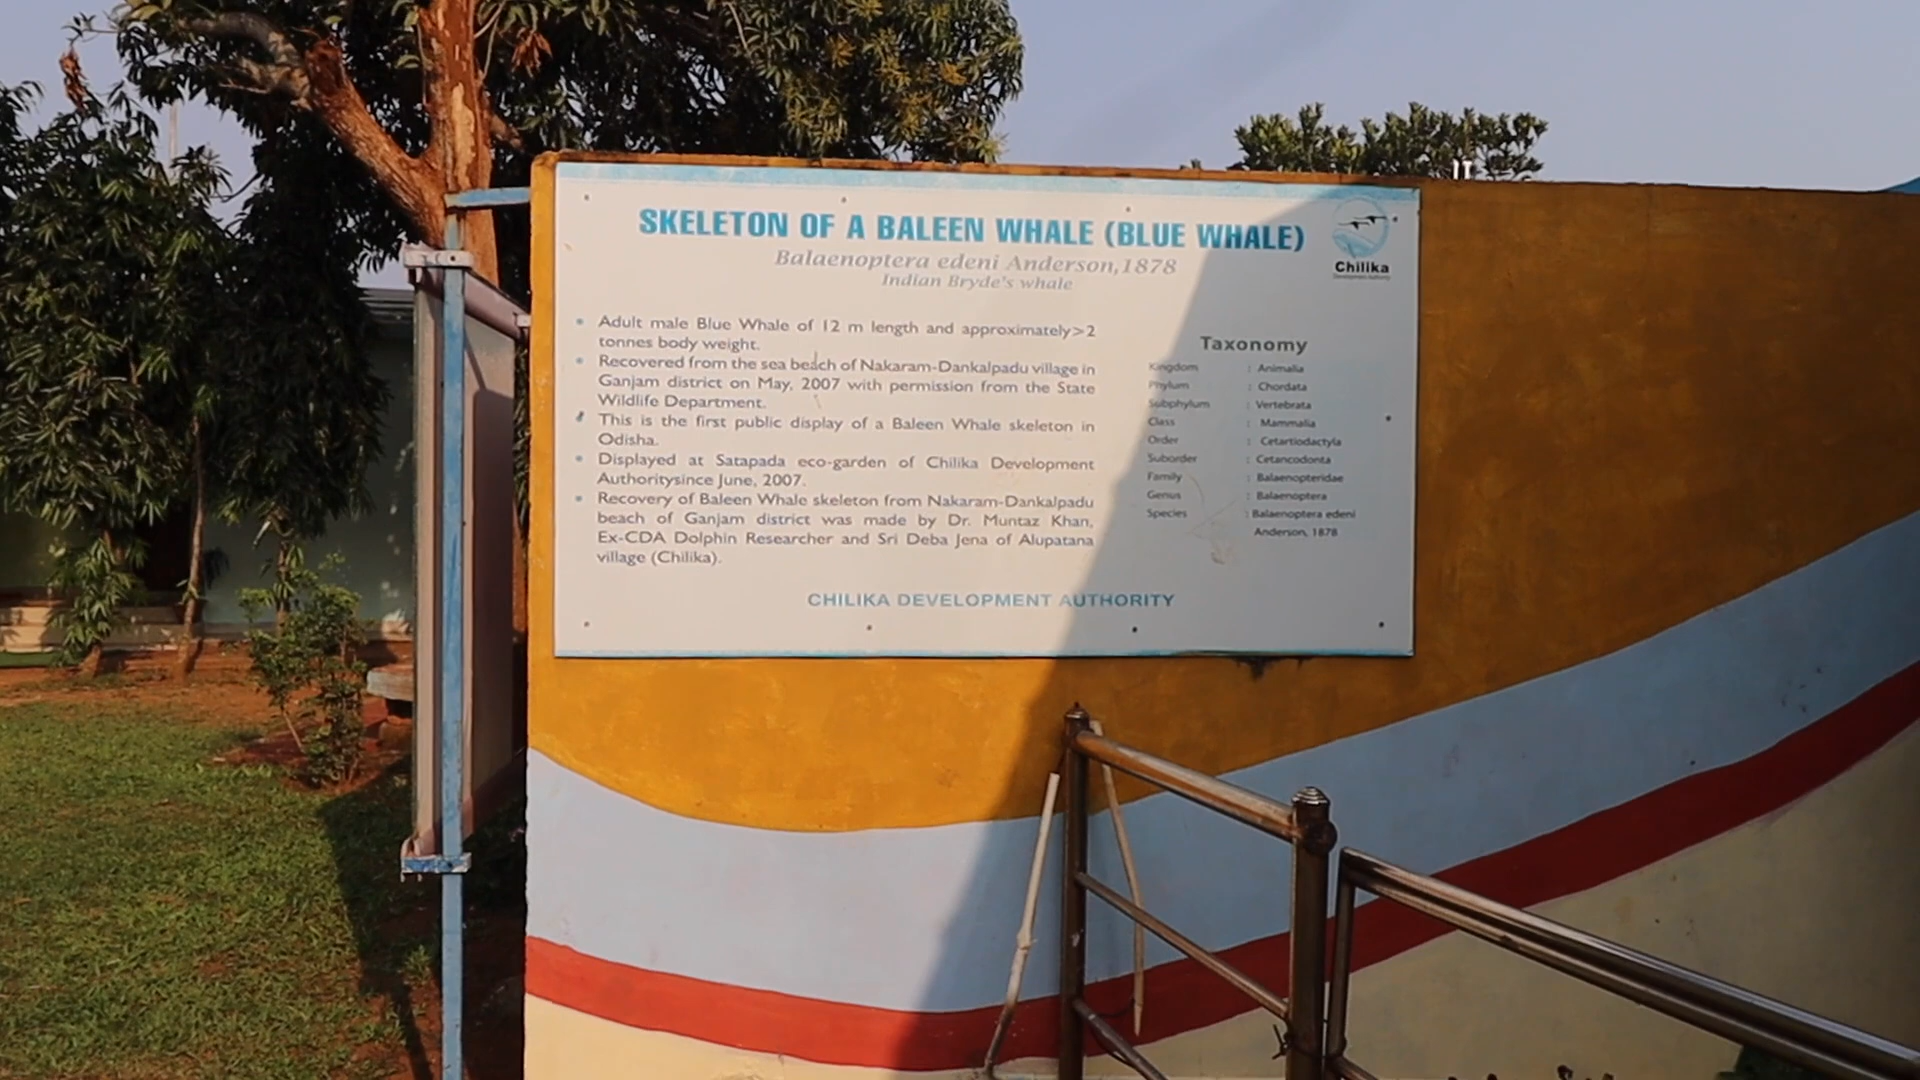 SKELETON OF A BALEEN WHALE (BLUE WHALE)
Balaenoptera edeni Anderson,1878
Indian Bryde's whale
Chilika
Development Authority
• Adult male Blue Whale of 12 m length and approximately>2
tonnes body weight.
• Recovered from the sea beach of Nakaram-Dankalpadu village in
Ganjam district on May, 2007 with permission from the State
Wildlife Department.
• This is the first public display of a Baleen Whale skeleton in
Odisha.
• Displayed at Satapada eco-garden of Chilika Development
Authoritysince June, 2007.
• Recovery of Baleen Whale skeleton from Nakaram-Dankalpadu
beach of Ganjam district was made by Dr. Muntaz Khan,
Ex-CDA Dolphin Researcher and Sri Deba Jena of Alupatana
village (Chilika).
Taxonomy
Kingdom : Animalia
Phylum : Chordata
Subphylum : Vertebrata
Class : Mammalia
Order : Cetartiodactyla
Suborder : Cetancodonta
Family : Balaenopteridae
Genus : Balaenoptera
Species : Balaenoptera edeni
Anderson, 1878
CHILIKA DEVELOPMENT AUTHORITY